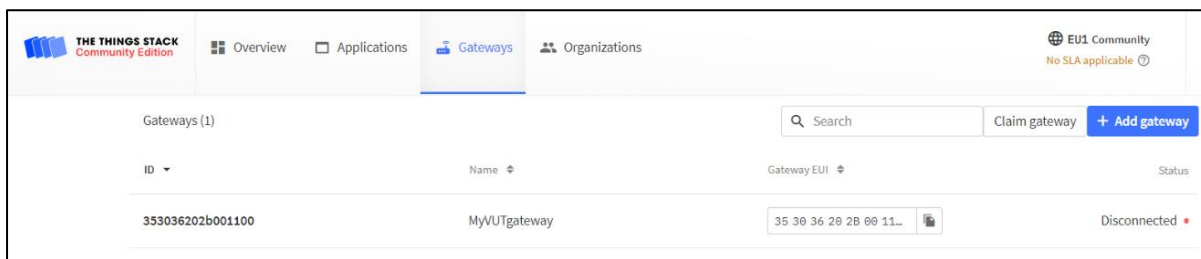 THE THINGS STACK
Community Edition
Overview
Applications
Gateways
Organizations
EU1 Community
No SLA applicable
Gateways (1)
Search
Claim gateway
+ Add gateway
ID
Name
Gateway EUI
Status
353036202b001100
MyVUTgateway
35 30 36 20 2B 00 11…
Disconnected